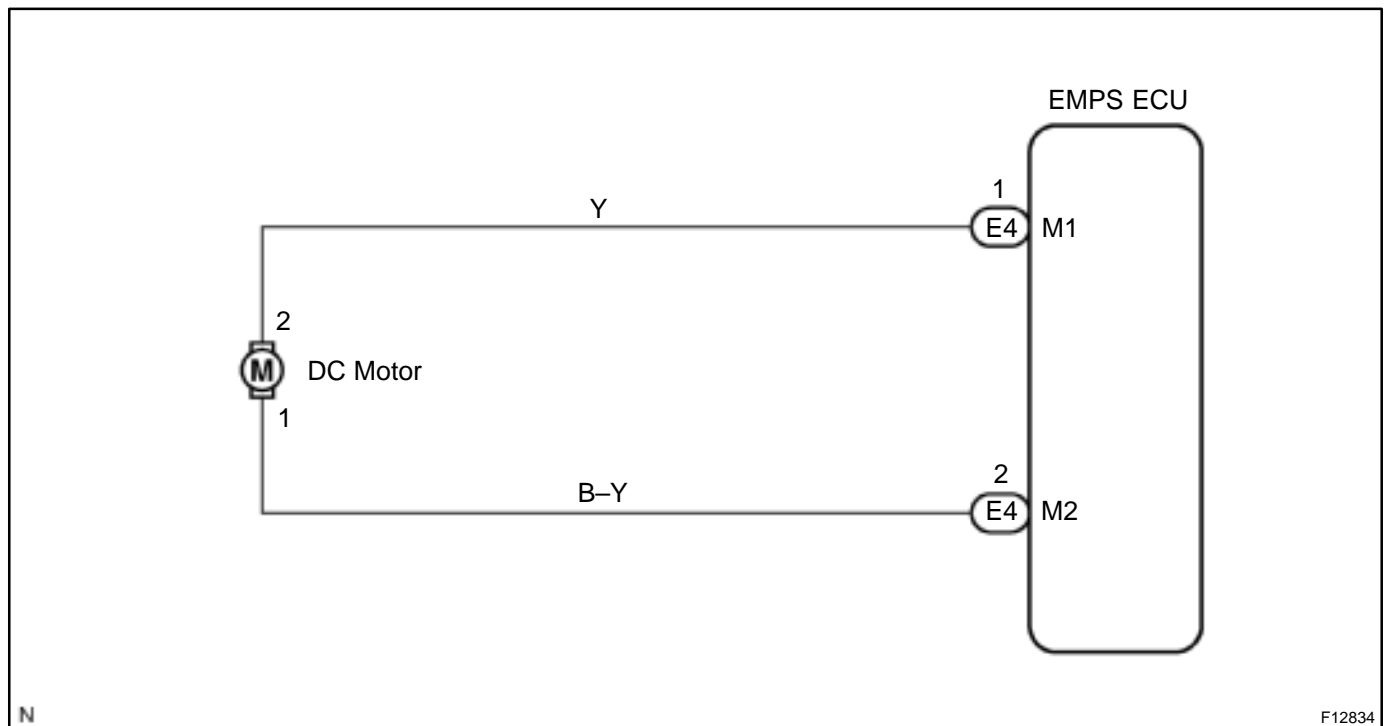 EMPS ECU
1
Y
E4 M1
2
M DC Motor
1
2
B–Y
E4 M2
N
F12834